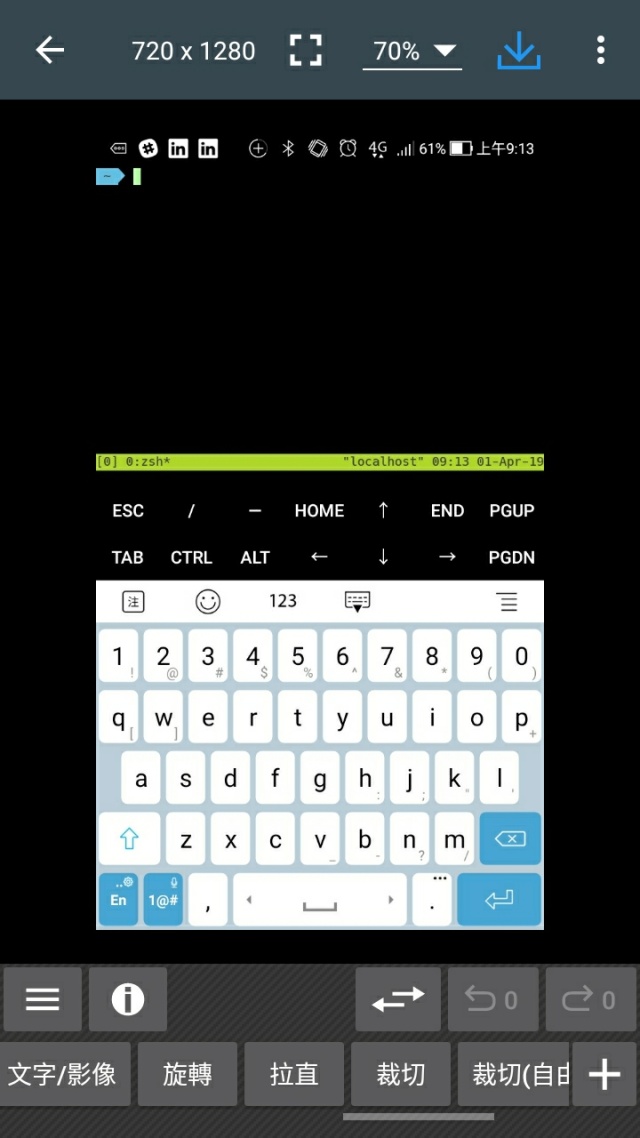 720 x 1280 70%
in in 4G 61% 上午9:13
~
[0] 0:zsh* "localhost" 09:13 01-Apr-19
ESC / — HOME ↑ END PGUP
TAB CTRL ALT ← ↓ → PGDN
注 123
1 2 3 4 5 6 7 8 9 0
! @ # $ % ^ & * ( )
q w e r t y u i o p
[ ] +
a s d f g h j k l
: ; " '
z x c v b n m
_ - ? /
En 1@# , .
i 0 0
文字/影像 旋轉 拉直 裁切 裁切(自由 +